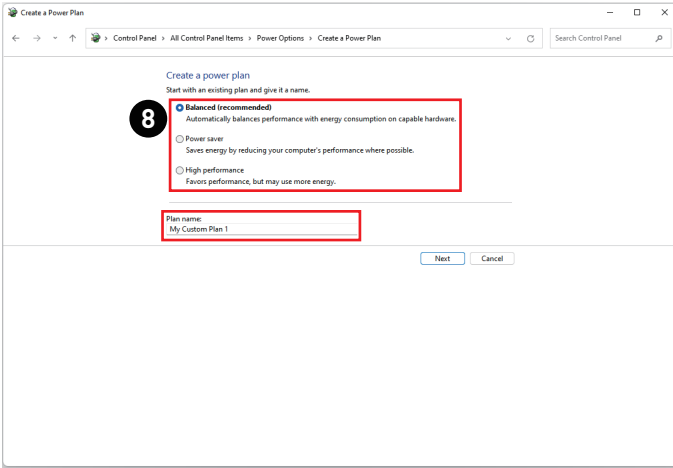 Create a Power Plan
Control Panel > All Control Panel Items > Power Options > Create a Power Plan
Search Control Panel
Create a power plan
Start with an existing plan and give it a name.
8
Balanced (recommended)
Automatically balances performance with energy consumption on capable hardware.
Power saver
Saves energy by reducing your computer's performance where possible.
High performance
Favors performance, but may use more energy.
Plan name:
My Custom Plan 1
Next Cancel